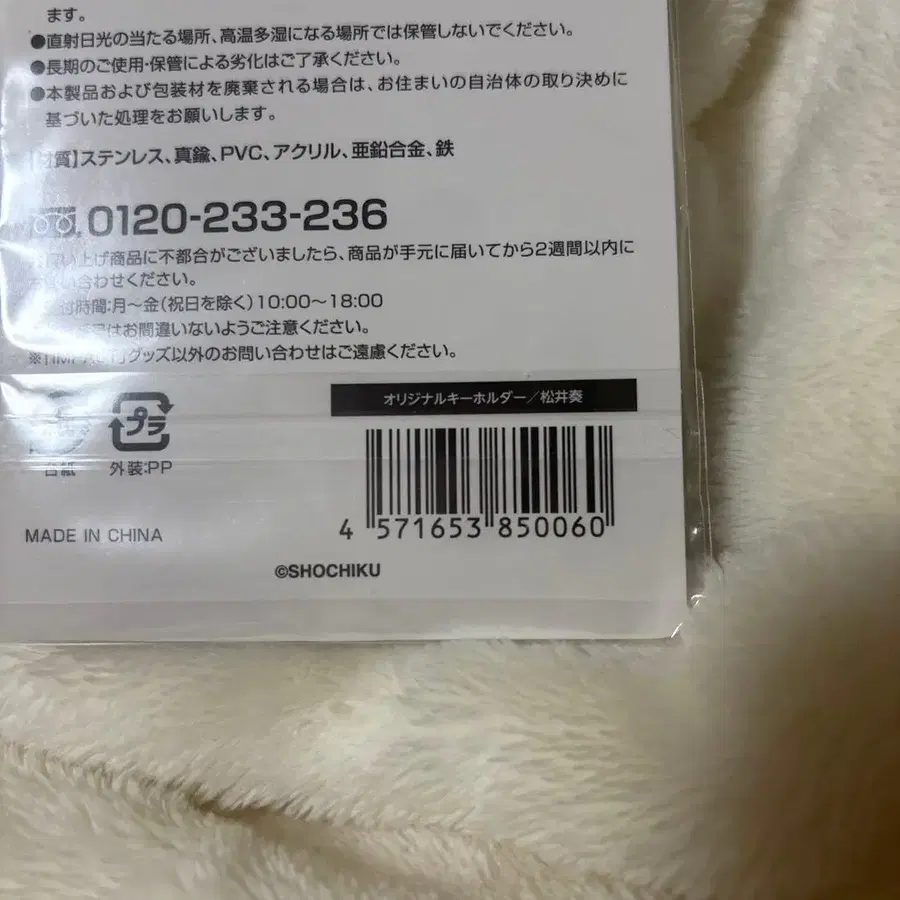 ます。
●直射日光の当たる場所、高温多湿になる場所では保管しないでください。
●長期のご使用・保管による劣化はご了承ください。
●本製品および包装材を廃棄される場合は、お住まいの自治体の取り決めに
基づいた処理をお願いします。
質】ステンレス、真鍮、PVC、アクリル、亜鉛合金、鉄
0120-233-236
上げ商品に不都合がございましたら、商品が手元に届いてから2週間以内に
い合わせください。
付時間:月〜金(祝日を除く)10:00〜18:00
はお間違いないようご注意ください。
グッズ以外のお問い合わせはご遠慮ください。
オリジナルキーホルダー/松井奏
プラ
台紙
外装:PP
4 571653 850060
MADE IN CHINA
©SHOCHIKU